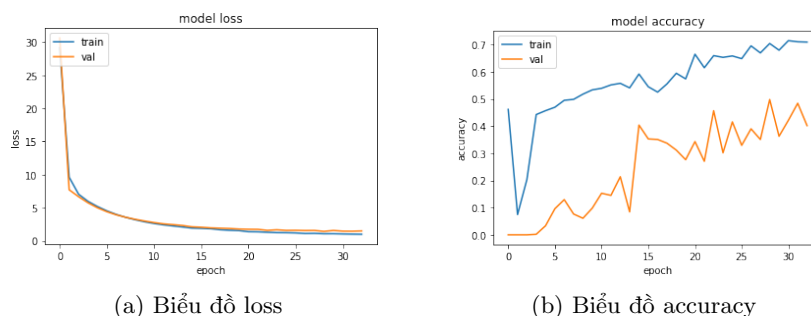 model loss
train
val
30
25
20
15
10
5
0
loss
0 5 10 15 20 25 30
epoch
(a) Biểu đồ loss
model accuracy
train
val
0.7
0.6
0.5
0.4
0.3
0.2
0.1
0.0
accuracy
0 5 10 15 20 25 30
epoch
(b) Biểu đồ accuracy